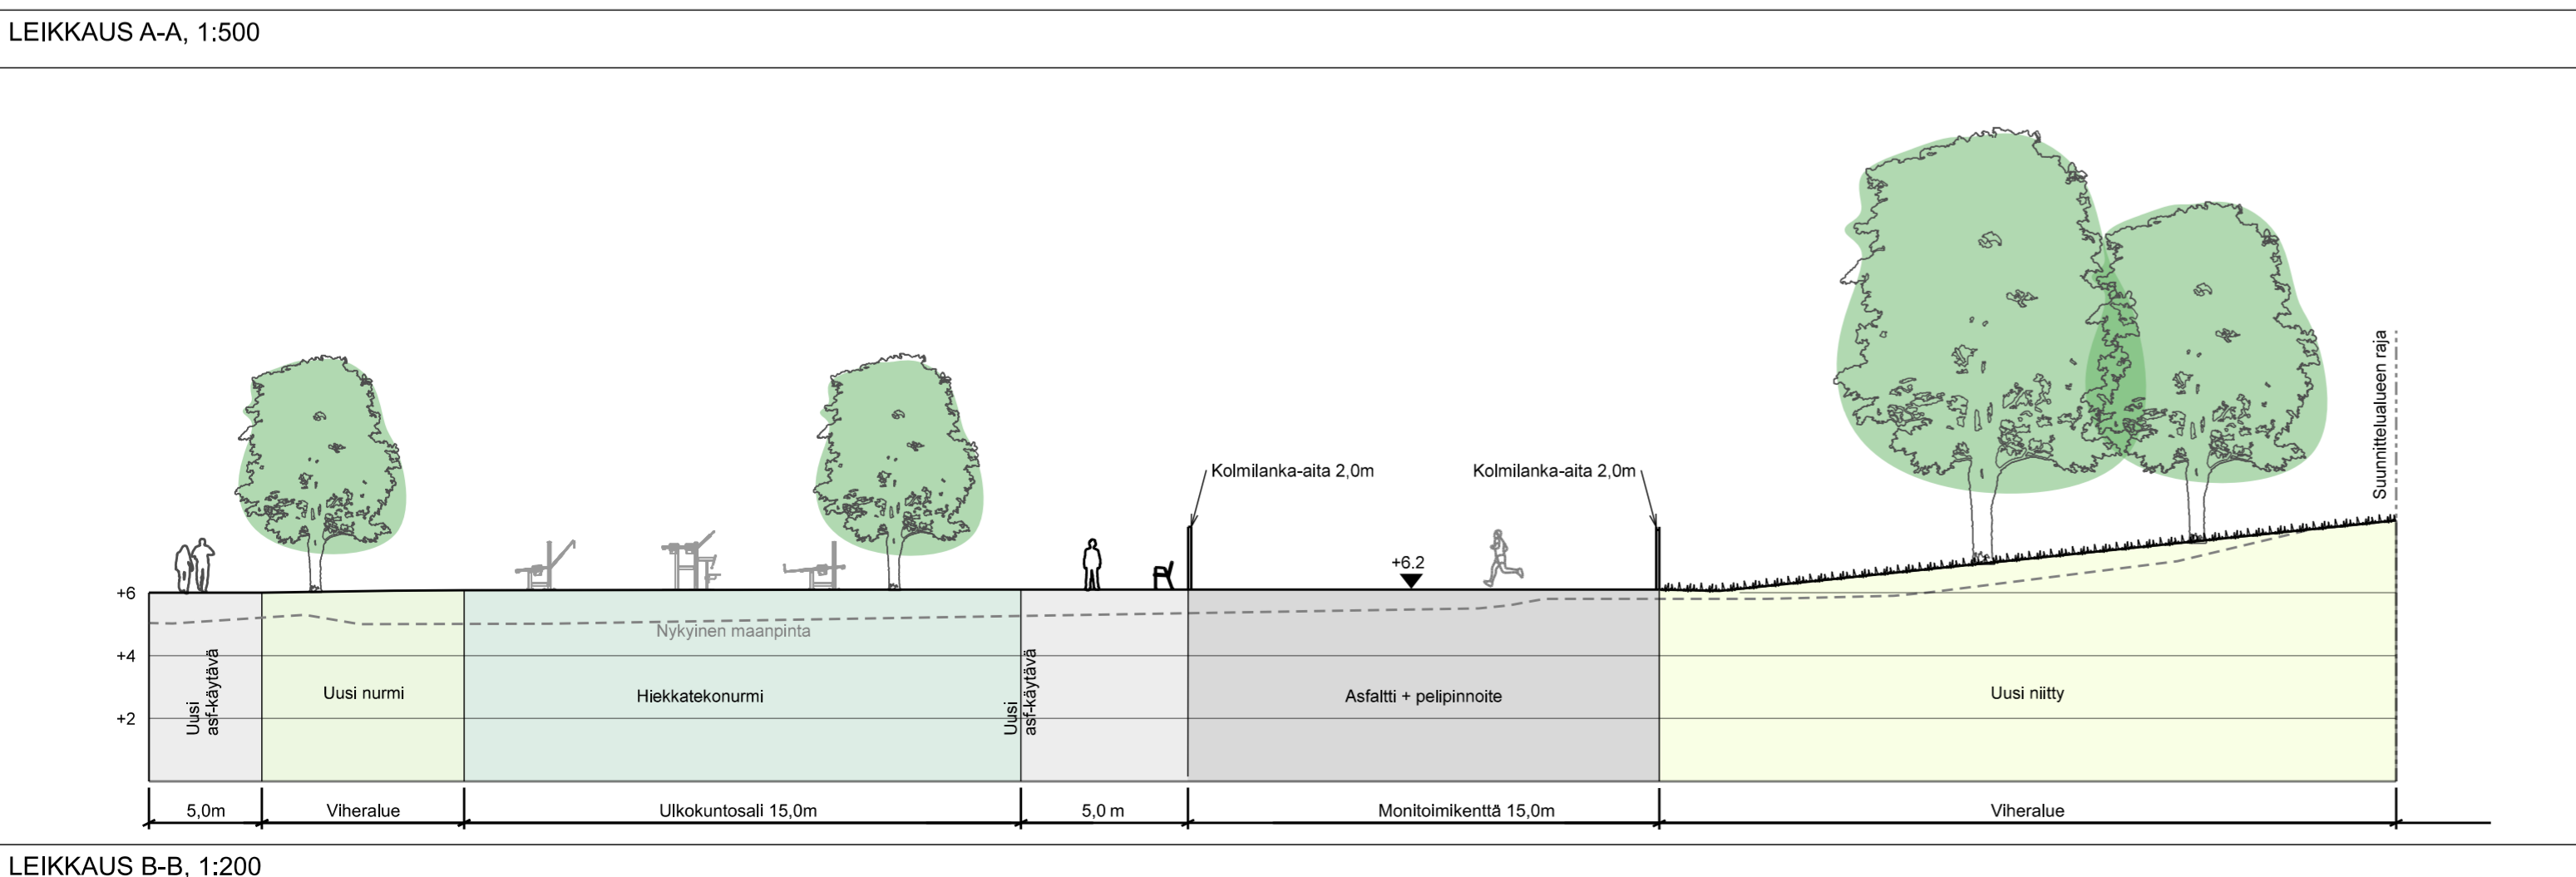 LEIKKAUS A-A, 1:500
Suunnittelualueen raja
Kolmilanka-aita 2,0m
Kolmilanka-aita 2,0m
+6.2
+6
Nykyinen maanpinta
+4
+2
Uusi
asf-käytävä
Uusi nurmi
Hiekkatekonurmi
Uusi
asf-käytävä
Asfaltti + pelipinnoite
Uusi niitty
5,0m
Viheralue
Ulkokuntosali 15,0m
5,0 m
Monitoimikenttä 15,0m
Viheralue
LEIKKAUS B-B, 1:200